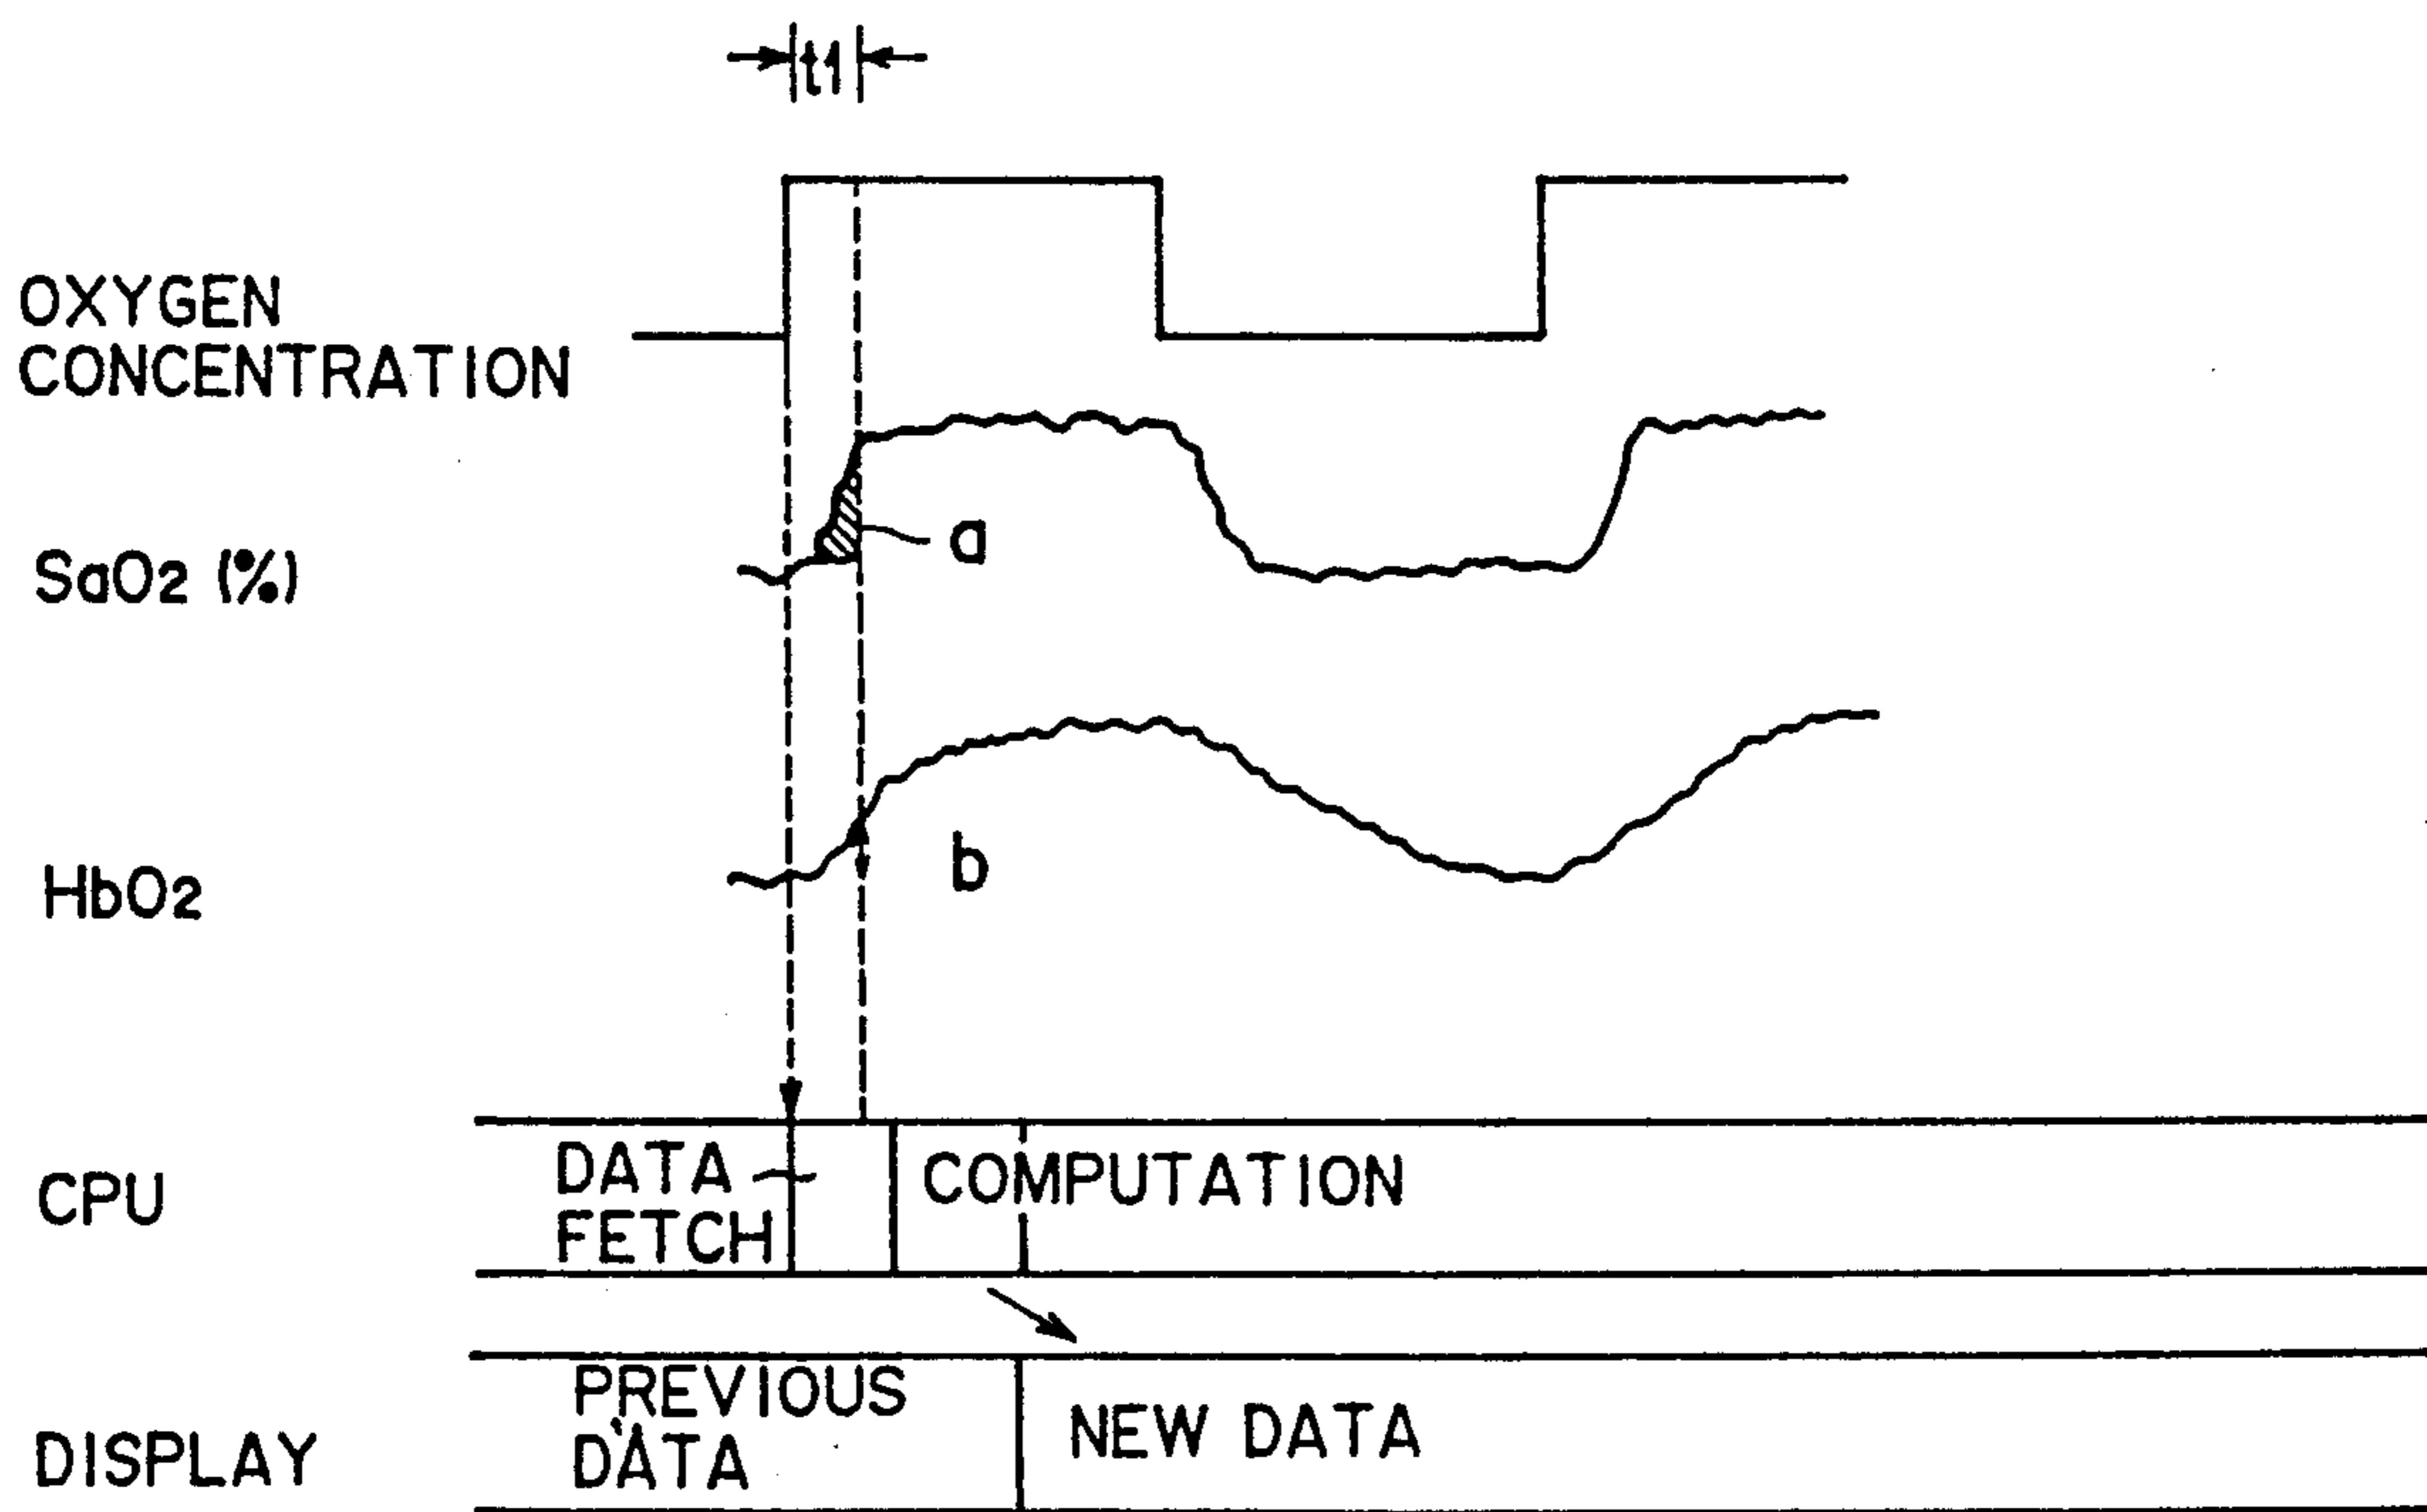 t1
OXYGEN
CONCENTRATION
SaO2 (%)
a
HbO2
b
CPU
DATA
FETCH
COMPUTATION
DISPLAY
PREVIOUS
DATA
NEW DATA